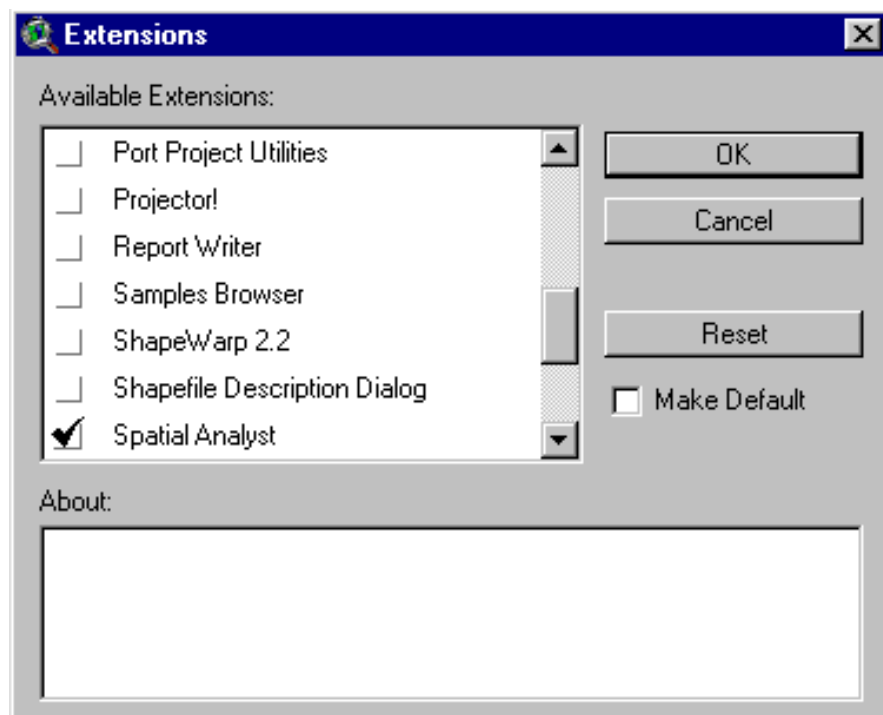 Extensions
Available Extensions:
Port Project Utilities
Projector!
Report Writer
Samples Browser
ShapeWarp 2.2
Shapefile Description Dialog
Spatial Analyst
OK
Cancel
Reset
Make Default
About: